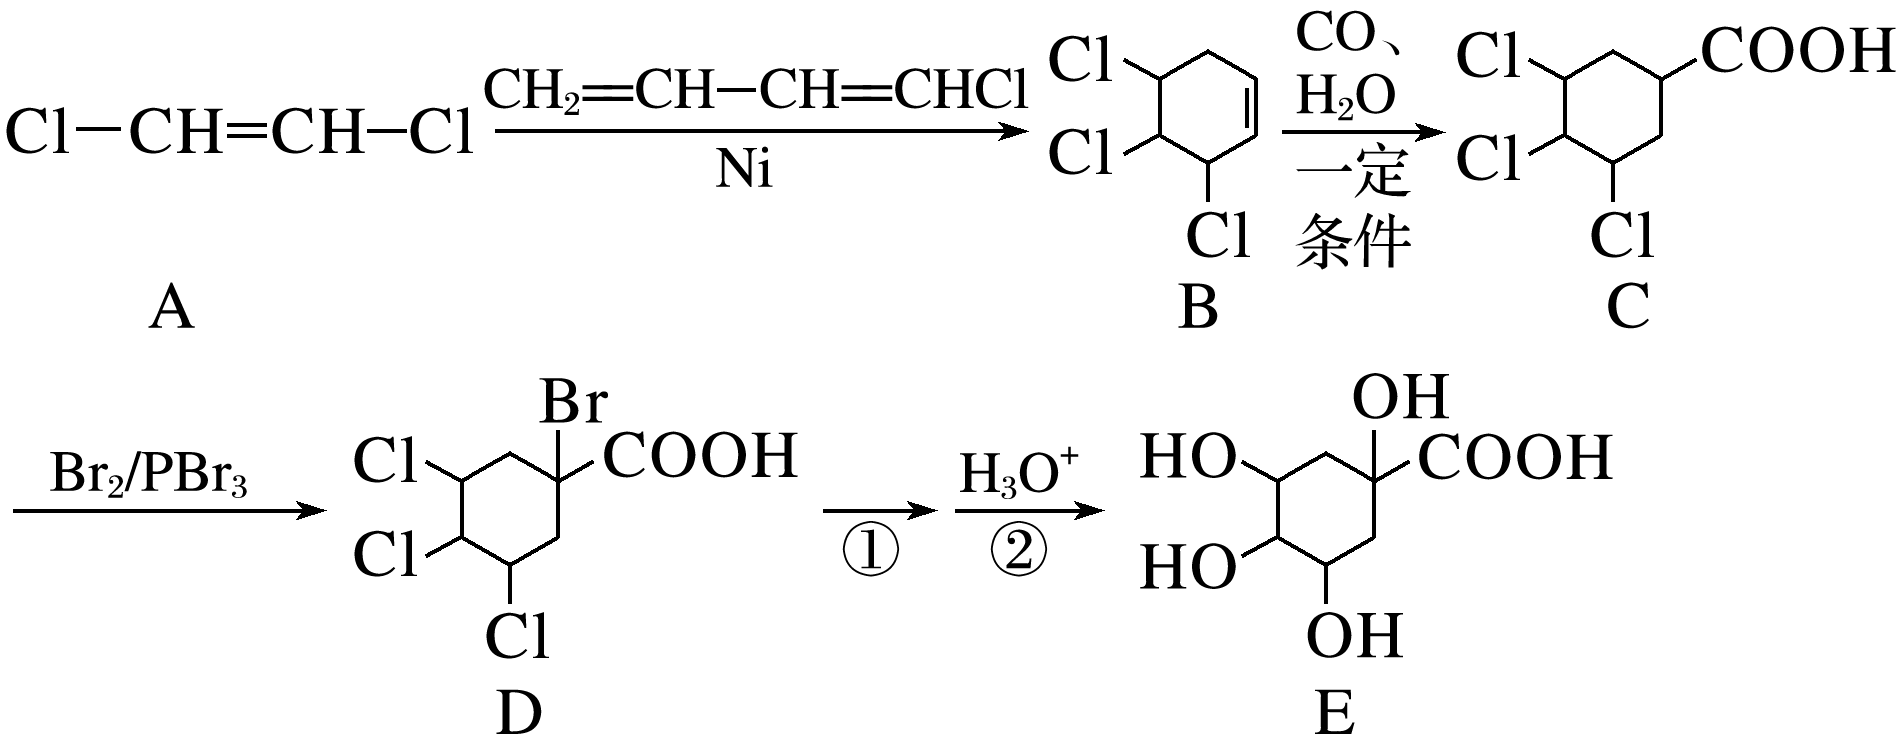 Cl—CH=CH—Cl
CH₂=CH—CH=CHCl
Ni
Cl
Cl
Cl
CO、
H₂O
一定
条件
Cl
COOH
Cl
Cl
A
B
C
Br₂/PBr₃
Br
Cl
COOH
Cl
Cl
①
H₃O⁺
②
OH
HO
COOH
HO
OH
D
E